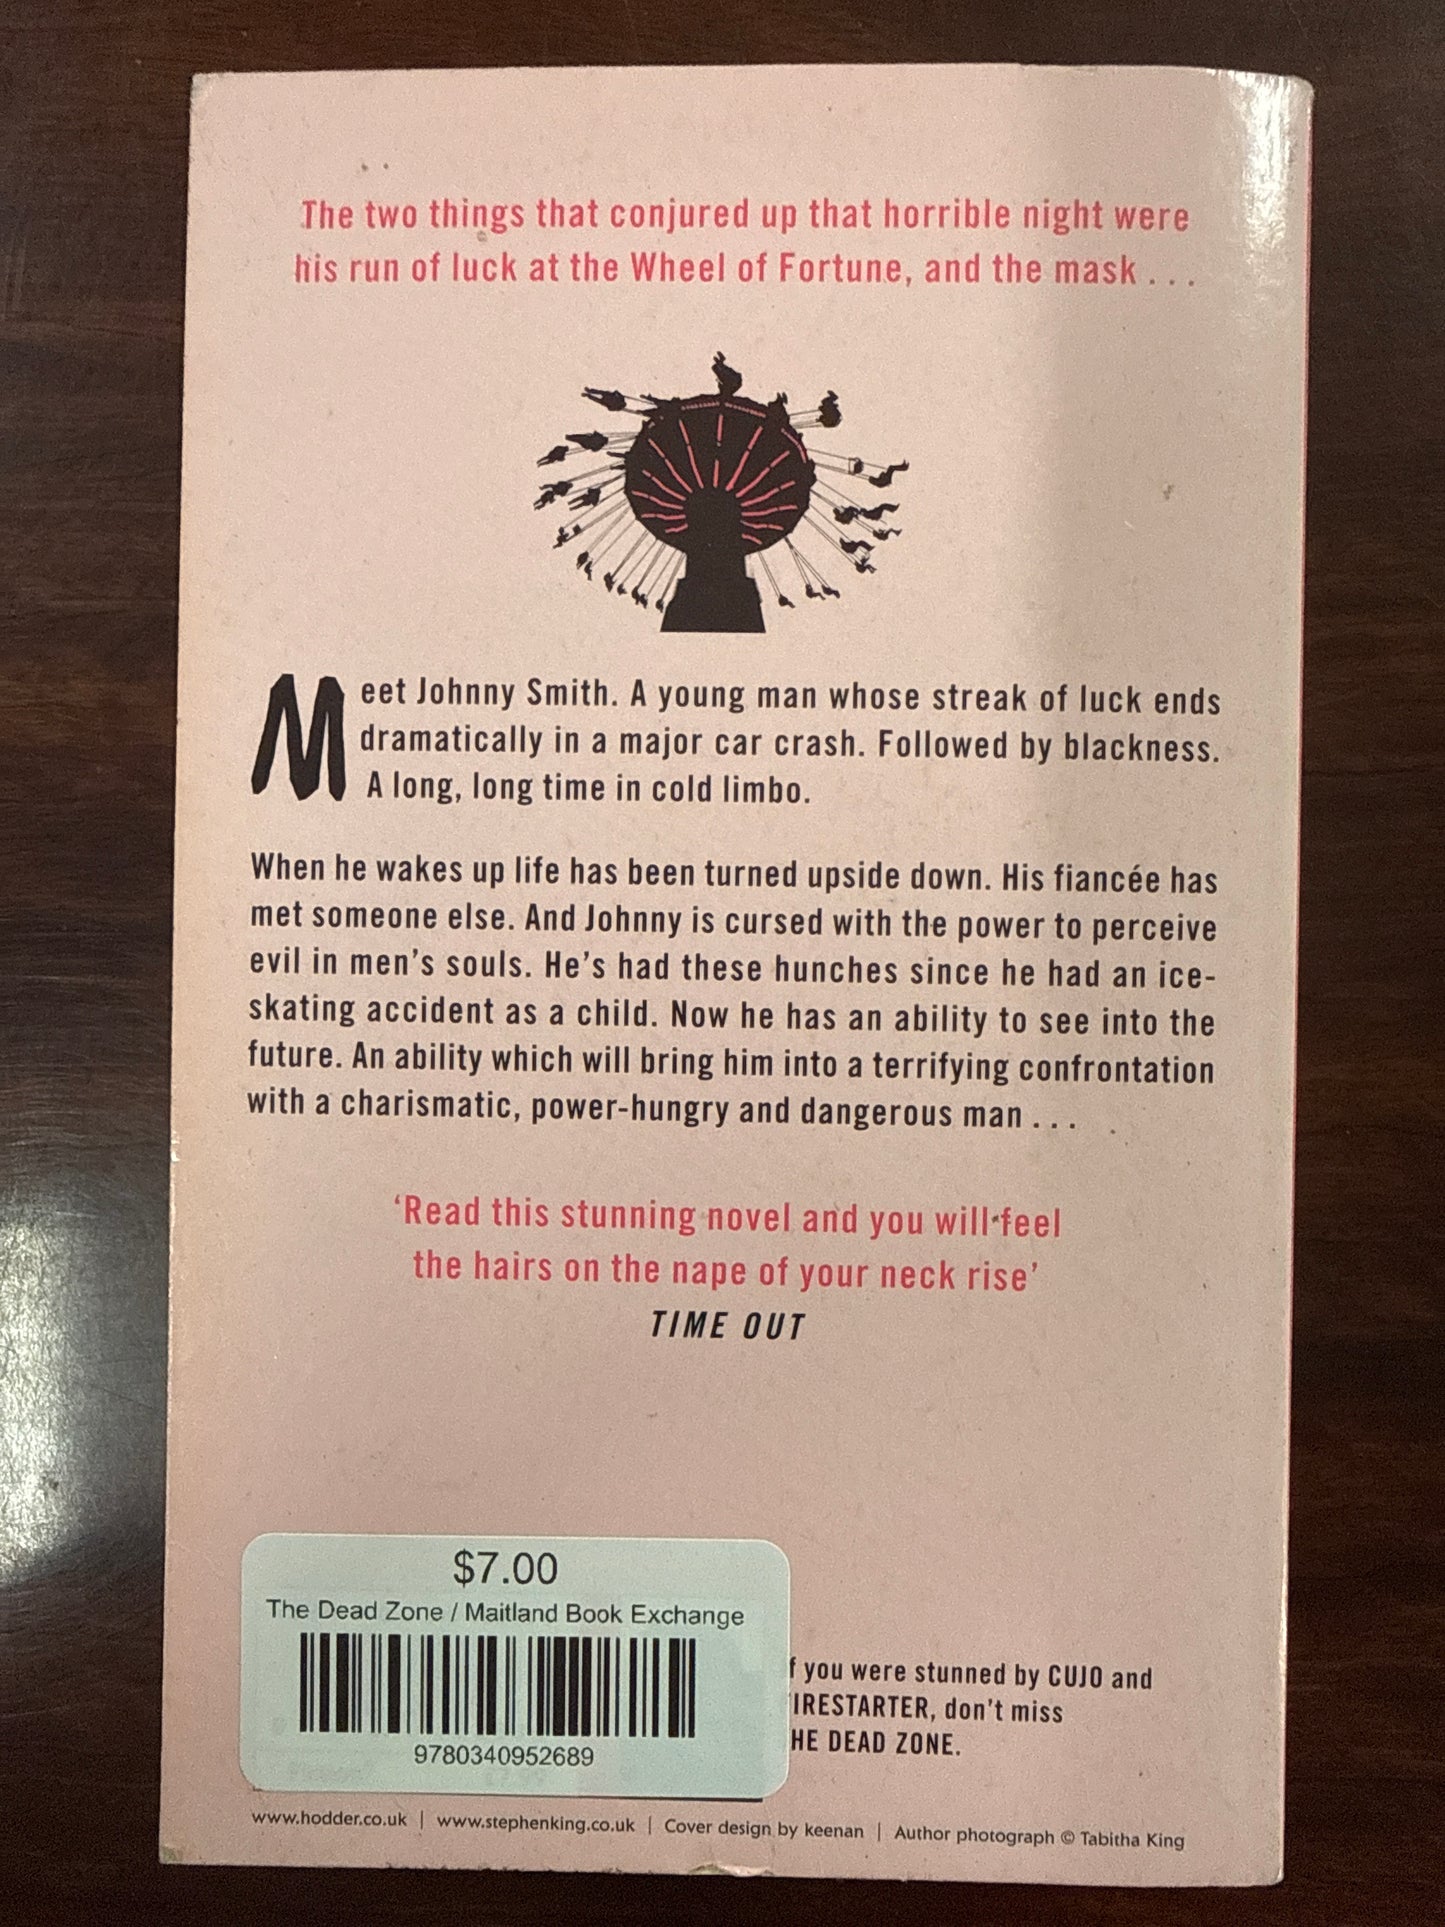 The two things that conjured up that horrible night were
his run of luck at the Wheel of Fortune, and the mask . . .
Meet Johnny Smith. A young man whose streak of luck ends
dramatically in a major car crash. Followed by blackness.
A long, long time in cold limbo.
When he wakes up life has been turned upside down. His fiancée has
met someone else. And Johnny is cursed with the power to perceive
evil in men's souls. He's had these hunches since he had an ice-
skating accident as a child. Now he has an ability to see into the
future. An ability which will bring him into a terrifying confrontation
with a charismatic, power-hungry and dangerous man . . .
'Read this stunning novel and you will feel
the hairs on the nape of your neck rise'
TIME OUT
$7.00
The Dead Zone / Maitland Book Exchange
9780340952689
f you were stunned by CUJO and
IRESTARTER, don't miss
HE DEAD ZONE.
www.hodder.co.uk | www.stephenking.co.uk | Cover design by keenan | Author photograph © Tabitha King